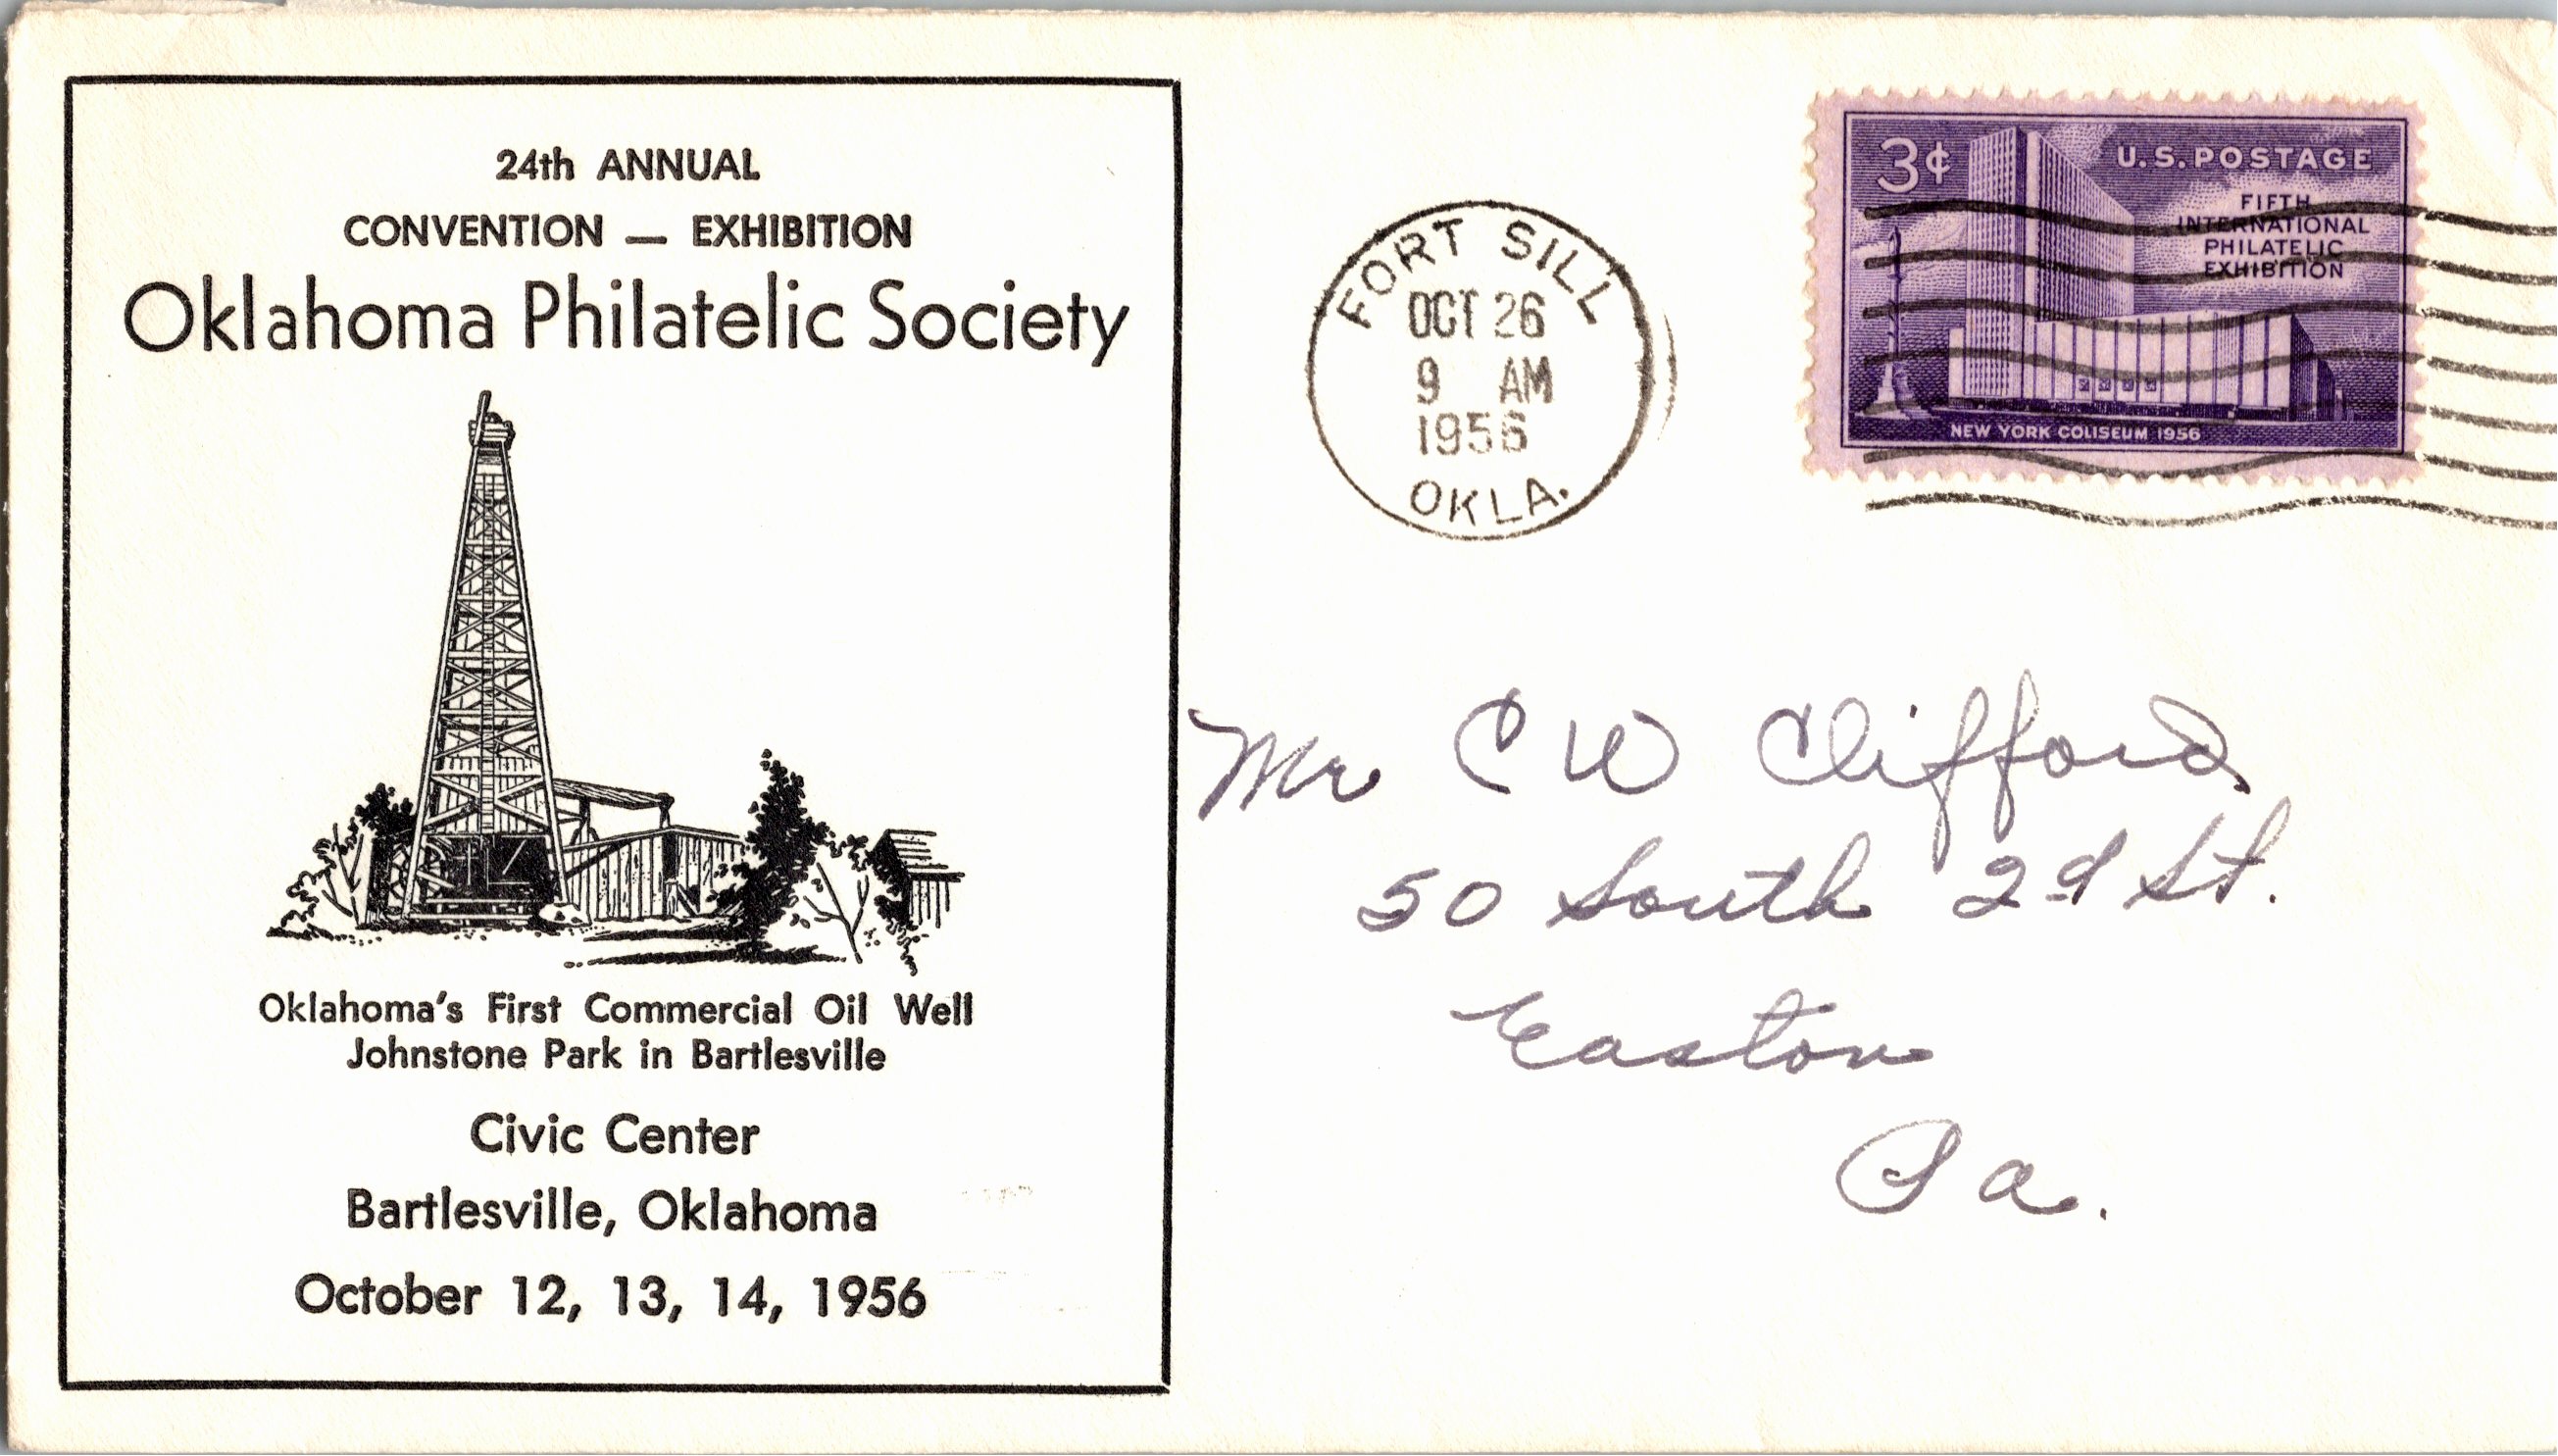 24th ANNUAL
CONVENTION — EXHIBITION
Oklahoma Philatelic Society
Oklahoma's First Commercial Oil Well
Johnstone Park in Bartlesville
Civic Center
Bartlesville, Oklahoma
October 12, 13, 14, 1956
FORT SILL
OCT 26
9 AM
1956
OKLA.
3¢
U.S. POSTAGE
FIFTH
INTERNATIONAL
PHILATELIC
EXHIBITION
NEW YORK COLISEUM 1956
Mr C W Clifford
50 South 2d St.
Easton
Pa.